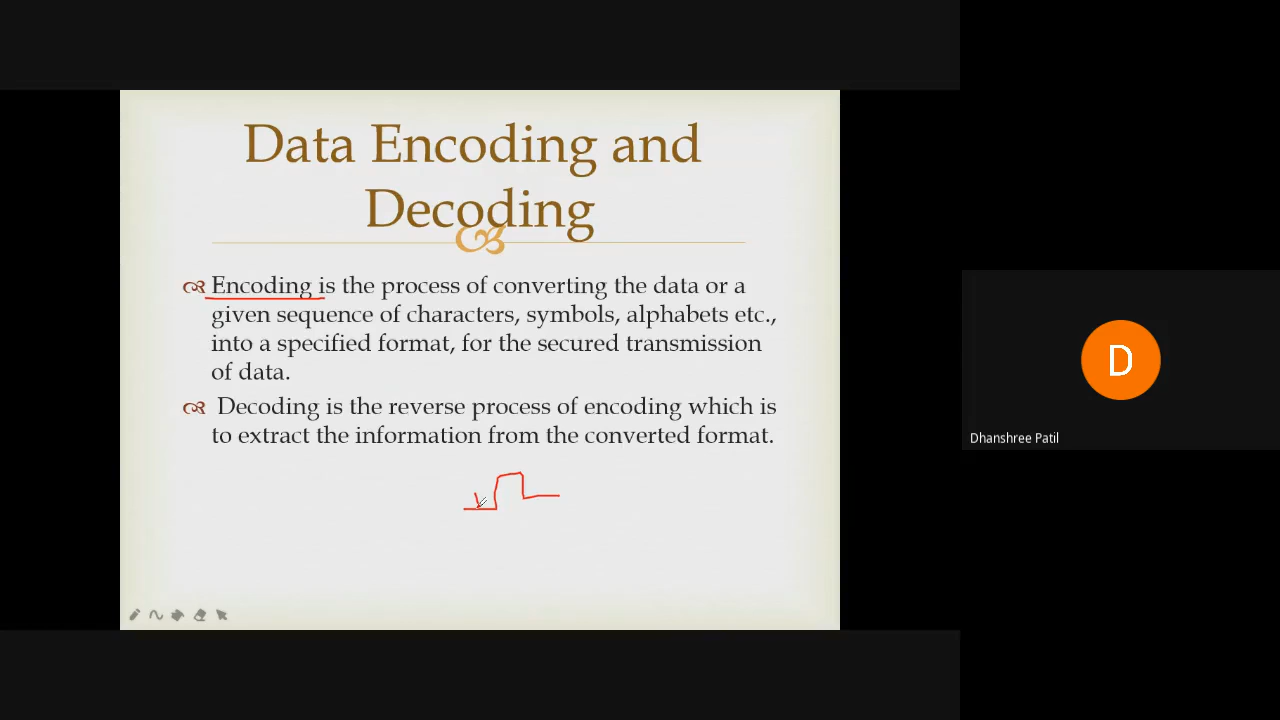 Data Encoding and
Decoding
Encoding is the process of converting the data or a
given sequence of characters, symbols, alphabets etc.,
into a specified format, for the secured transmission
of data.
Decoding is the reverse process of encoding which is
to extract the information from the converted format.
D
Dhanshree Patil